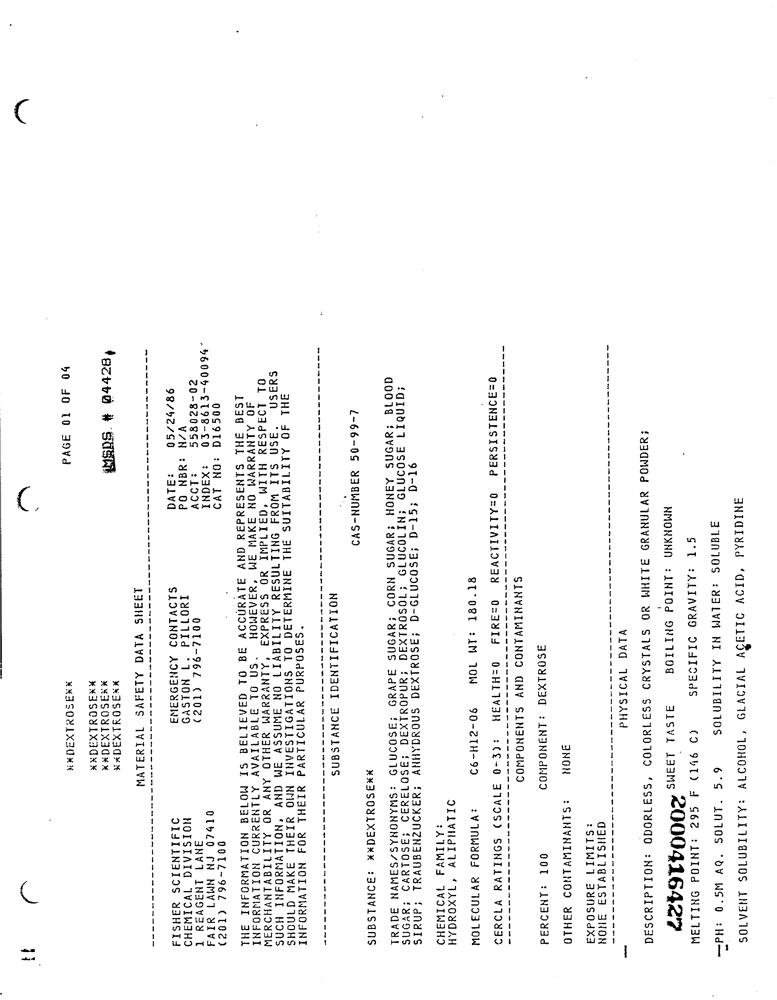 **DEXTROSE** PAGE 01 OF 04
**DEXTROSE**
**DEXTROSE** MSDS # 04428
**DEXTROSE**
MATERIAL SAFETY DATA SHEET
FISHER SCIENTIFIC EMERGENCY CONTACTS DATE: 05/24/86
CHEMICAL DIVISION GASTON L. PILLORI PO NBR: N/A
1 REAGENT LANE (201) 796-7100 ACCT: 558028-02
FAIR LAWN NJ 07410 INDEX: 03-8613-40094
(201) 796-7100 CAT NO: D16500
THE INFORMATION BELOW IS BELIEVED TO BE ACCURATE AND REPRESENTS THE BEST
INFORMATION CURRENTLY AVAILABLE TO US. HOWEVER, WE MAKE NO WARRANTY OF
MERCHANTABILITY OR ANY OTHER WARRANTY, EXPRESS OR IMPLIED, WITH RESPECT TO
SUCH INFORMATION, AND WE ASSUME NO LIABILITY RESULTING FROM ITS USE. USERS
SHOULD MAKE THEIR OWN INVESTIGATIONS TO DETERMINE THE SUITABILITY OF THE
INFORMATION FOR THEIR PARTICULAR PURPOSES.
SUBSTANCE IDENTIFICATION
CAS-NUMBER 50-99-7
SUBSTANCE: **DEXTROSE**
TRADE NAMES/SYNONYMS: GLUCOSE; GRAPE SUGAR; CORN SUGAR; HONEY SUGAR; BLOOD
SUGAR; CARTOSE; CERELOSE; DEXTROPUR; DEXTROSOL; GLUCOLIN; GLUCOSE LIQUID;
SIRUP; TRAUBENZUCKER; ANHYDROUS DEXTROSE; D-GLUCOSE; D-15; D-16
CHEMICAL FAMILY:
HYDROXYL, ALIPHATIC
MOLECULAR FORMULA: C6-H12-O6 MOL WT: 180.18
CERCLA RATINGS (SCALE 0-3): HEALTH=0 FIRE=0 REACTIVITY=0 PERSISTENCE=0
COMPONENTS AND CONTAMINANTS
PERCENT: 100 COMPONENT: DEXTROSE
OTHER CONTAMINANTS: NONE
EXPOSURE LIMITS:
NONE ESTABLISHED
PHYSICAL DATA
DESCRIPTION: ODORLESS, COLORLESS CRYSTALS OR WHITE GRANULAR POWDER;
SWEET TASTE BOILING POINT: UNKNOWN
2000416427
MELTING POINT: 295 F (146 C) SPECIFIC GRAVITY: 1.5
PH: 0.5M AQ. SOLUT. 5.9 SOLUBILITY IN WATER: SOLUBLE
SOLVENT SOLUBILITY: ALCOHOL, GLACIAL ACETIC ACID, PYRIDINE